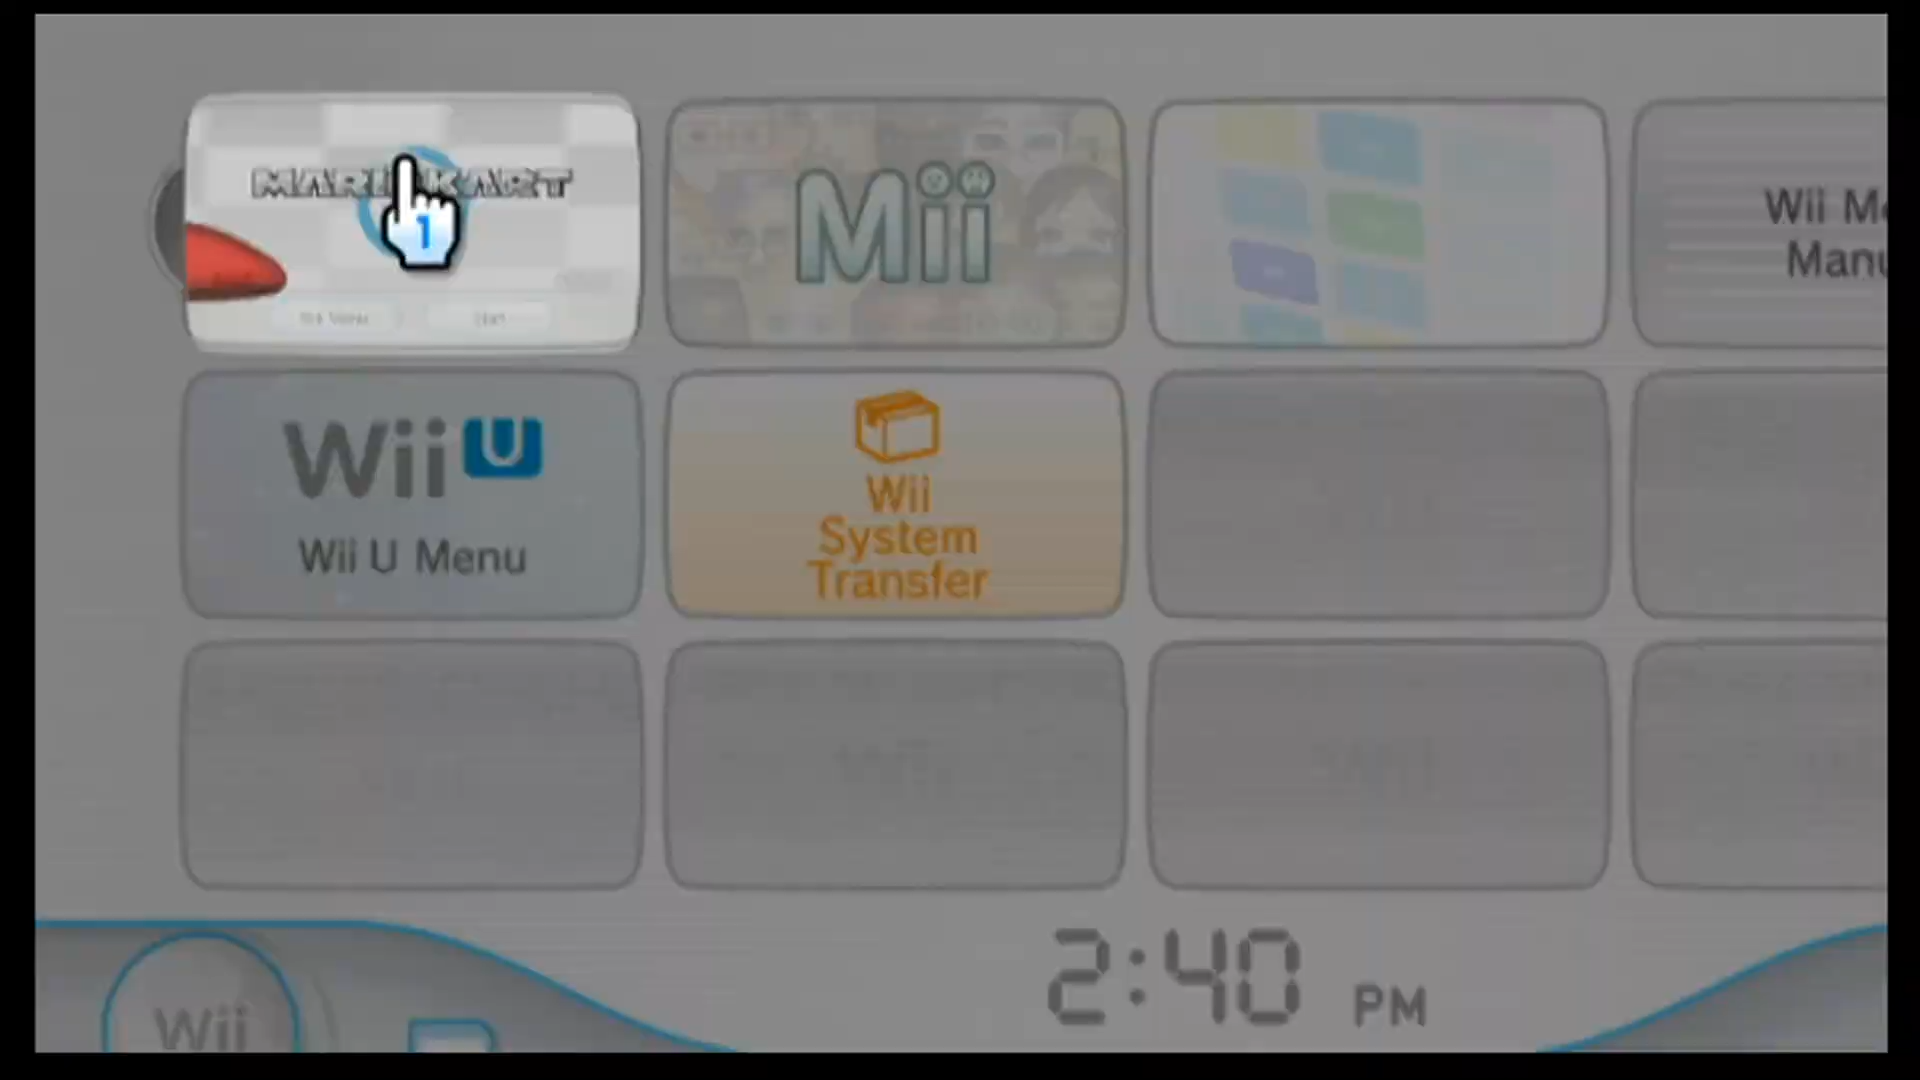 MARIO KART
1
Mii
Wii M
Manu
Wii U
Wii U Menu
Wii
System
Transfer
2:40 PM
Wii